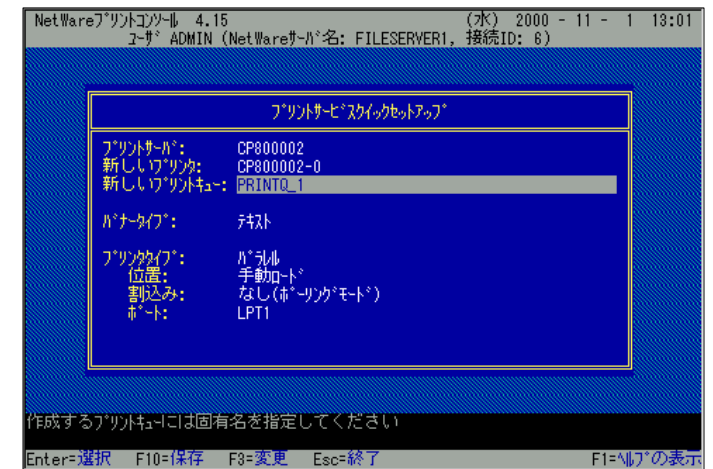 NetWareﾌﾟﾘﾝﾄｺﾝｿｰﾙ 4.15 (水) 2000 - 11 - 1 13:01
ﾕｰｻﾞ ADMIN (NetWareｻｰﾊﾞ名: FILESERVER1, 接続ID: 6)
ﾌﾟﾘﾝﾄｻｰﾋﾞｽｸｲｯｸｾｯﾄｱｯﾌﾟ
ﾌﾟﾘﾝﾄｻｰﾊﾞ: CP800002
新しいﾌﾟﾘﾝﾀ: CP800002-0
新しいﾌﾟﾘﾝﾄｷｭｰ: PRINTQ_1
ﾊﾞﾅｰﾀｲﾌﾟ: ﾃｷｽﾄ
ﾌﾟﾘﾝﾀﾀｲﾌﾟ: ﾊﾟﾗﾚﾙ
位置: 手動ﾛｰﾄﾞ
割込み: なし(ﾎﾟｰﾘﾝｸﾞﾓｰﾄﾞ)
ﾎﾟｰﾄ: LPT1
作成するﾌﾟﾘﾝﾄｷｭｰには固有名を指定してください
Enter=選択 F10=保存 F3=変更 Esc=終了 F1=ﾍﾙﾌﾟの表示